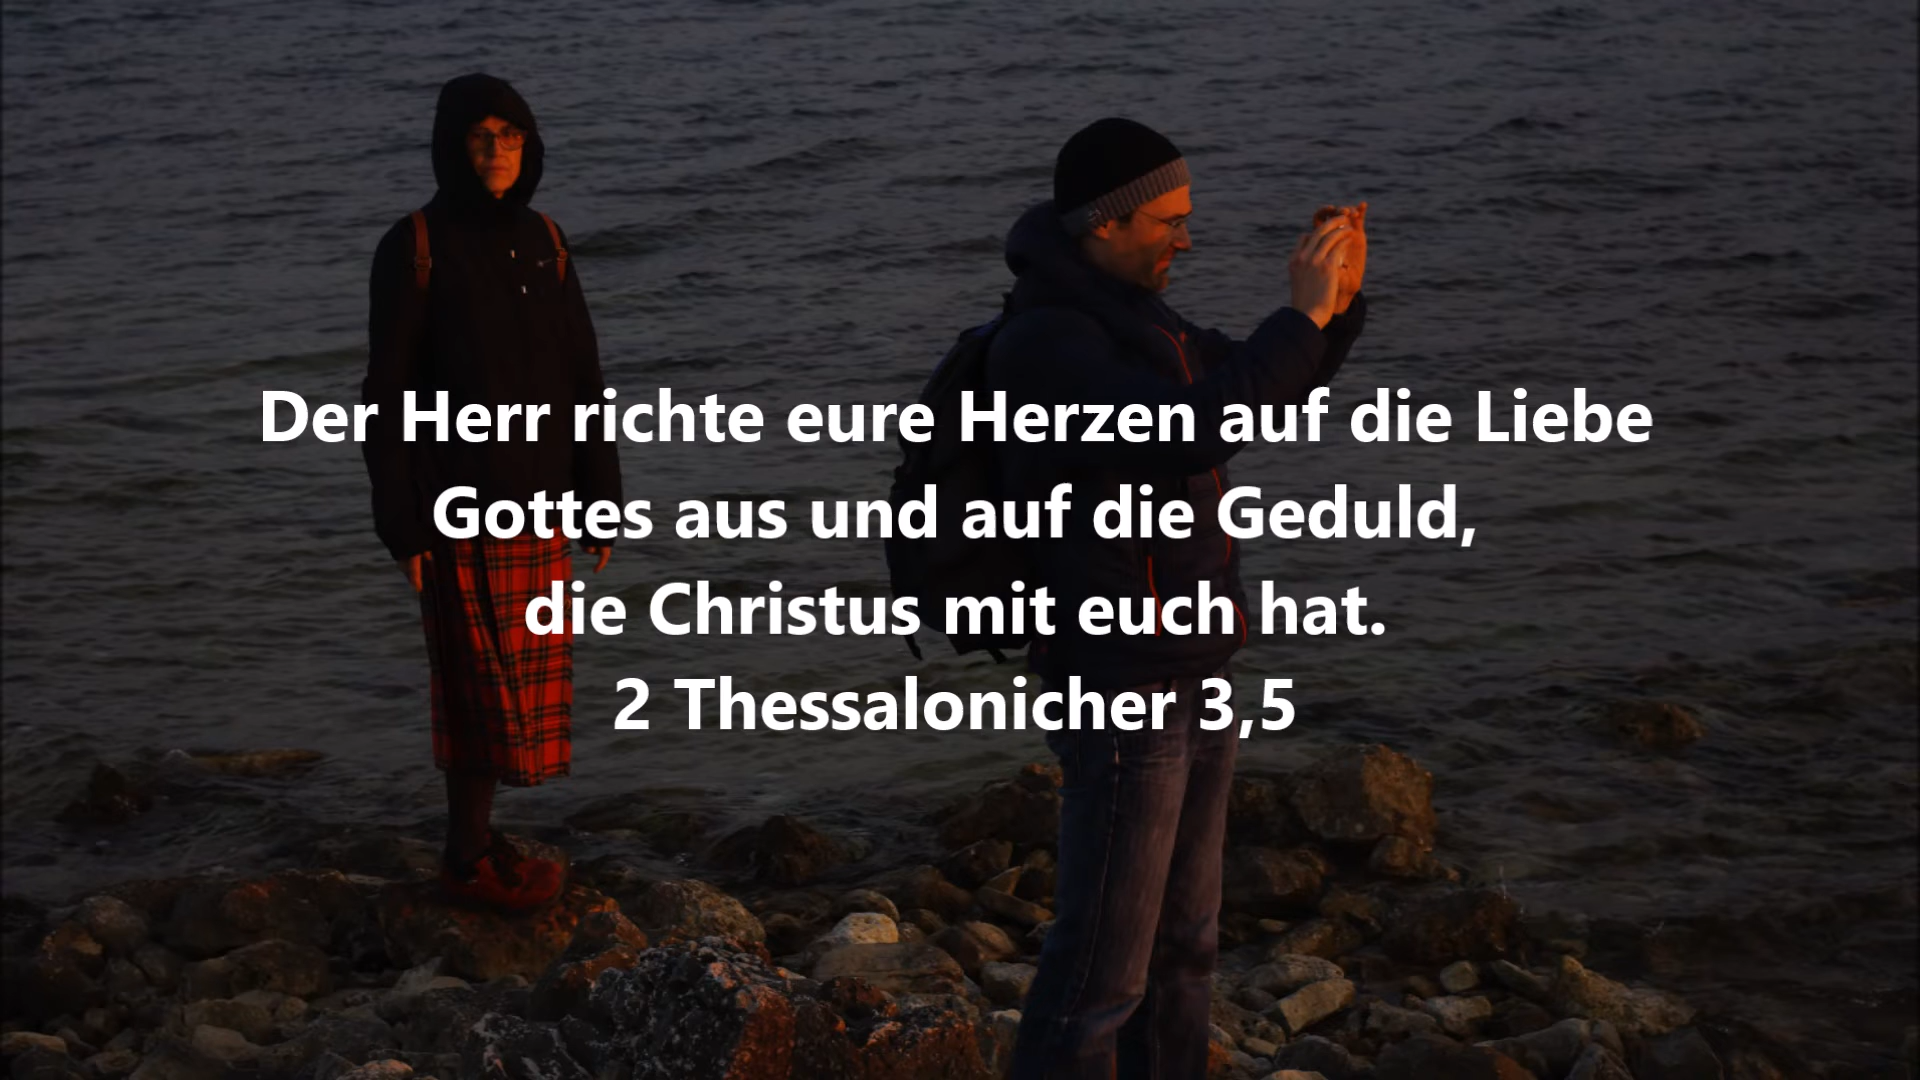 Der Herr richte eure Herzen auf die Liebe
Gottes aus und auf die Geduld,
die Christus mit euch hat.
2 Thessalonicher 3,5